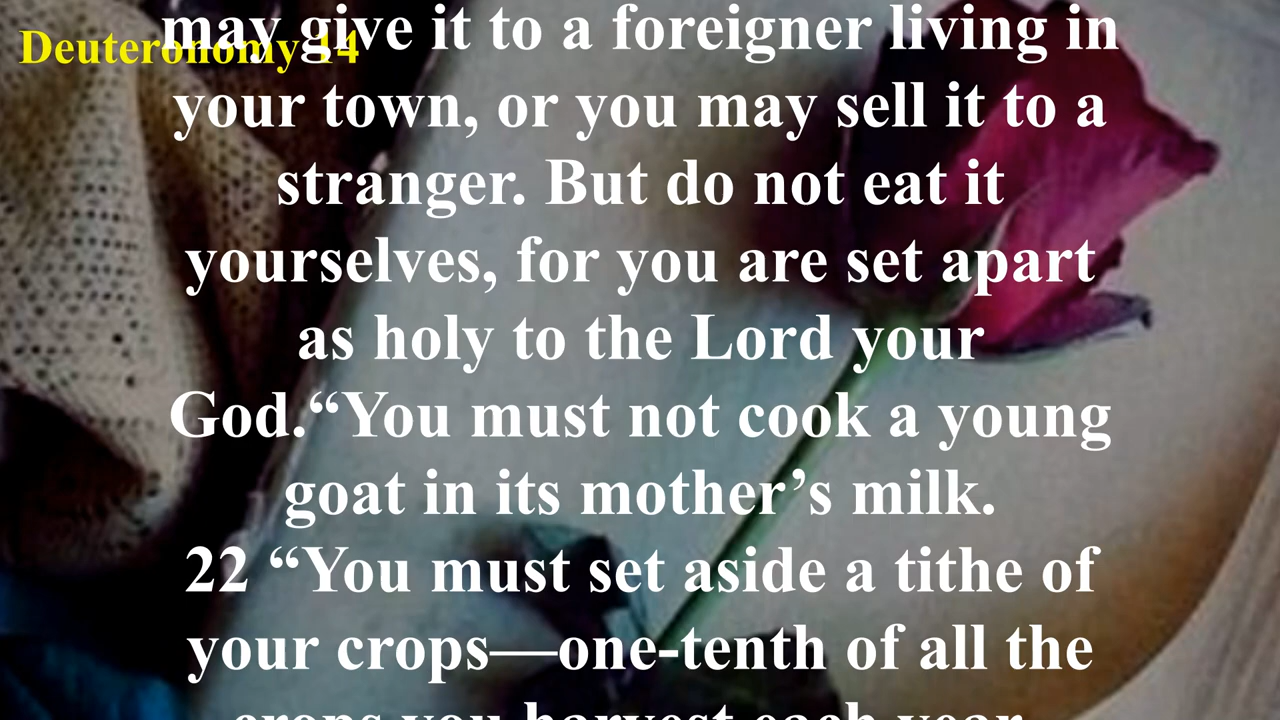 Deuteronomy 14
may give it to a foreigner living in
your town, or you may sell it to a
stranger. But do not eat it
yourselves, for you are set apart
as holy to the Lord your
God.“You must not cook a young
goat in its mother’s milk.
22 “You must set aside a tithe of
your crops—one-tenth of all the
crops you harvest each year.